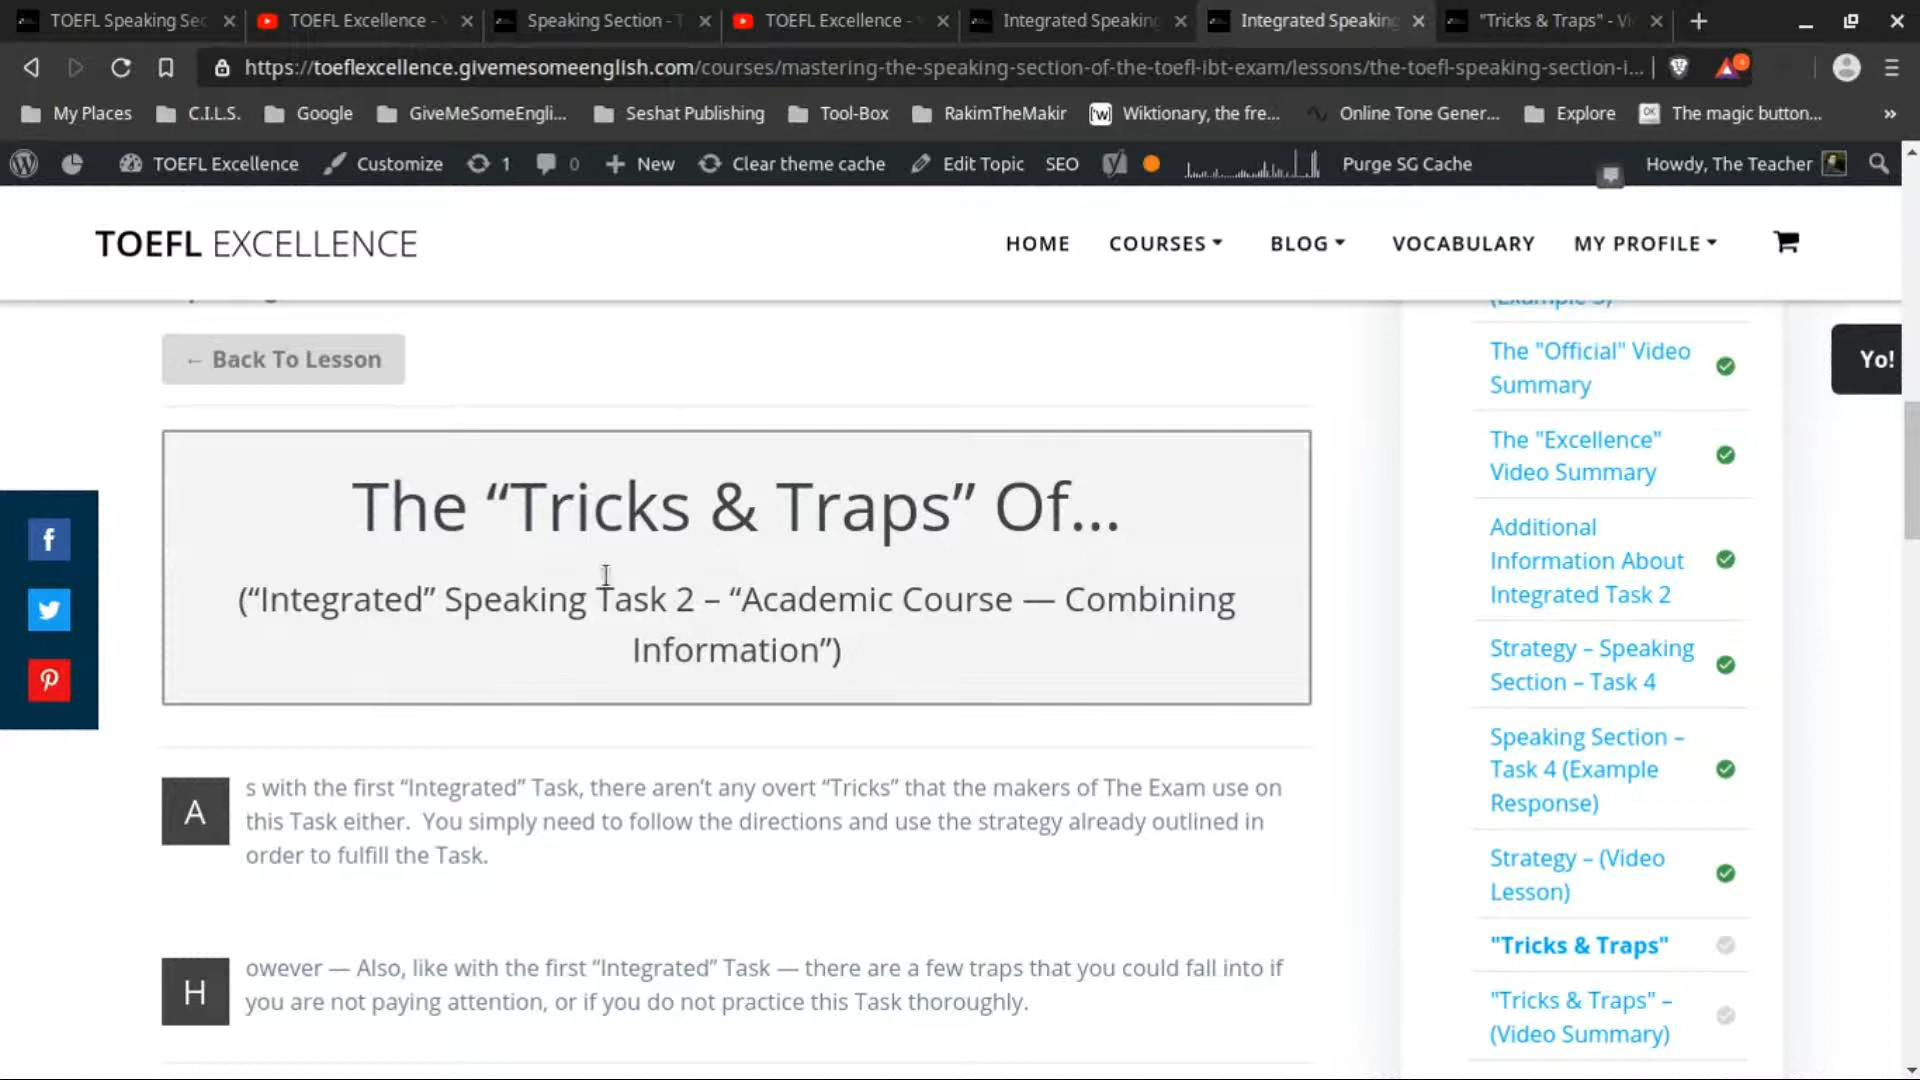 TOEFL Speaking Sec
TOEFL Excellence -
Speaking Section - T
TOEFL Excellence -
Integrated Speaking
Integrated Speaking
"Tricks & Traps" - Vi
https://toeflexcellence.givemesomeenglish.com/courses/mastering-the-speaking-section-of-the-toefl-ibt-exam/lessons/the-toefl-speaking-section-i...
My Places
C.I.L.S.
Google
GiveMeSomeEngli...
Seshat Publishing
Tool-Box
RakimTheMakir
Wiktionary, the fre...
Online Tone Gener...
Explore
The magic button...
»
TOEFL Excellence
Customize
1
0
New
Clear theme cache
Edit Topic
SEO
Purge SG Cache
Howdy, The Teacher
TOEFL EXCELLENCE
HOME
COURSES
BLOG
VOCABULARY
MY PROFILE
← Back To Lesson
The “Tricks & Traps” Of…
(“Integrated” Speaking Task 2 – “Academic Course — Combining
Information”)
As with the first “Integrated” Task, there aren’t any overt “Tricks” that the makers of The Exam use on
this Task either. You simply need to follow the directions and use the strategy already outlined in
order to fulfill the Task.
However — Also, like with the first “Integrated” Task — there are a few traps that you could fall into if
you are not paying attention, or if you do not practice this Task thoroughly.
The "Official" Video
Summary
The "Excellence"
Video Summary
Additional
Information About
Integrated Task 2
Strategy – Speaking
Section – Task 4
Speaking Section –
Task 4 (Example
Response)
Strategy – (Video
Lesson)
"Tricks & Traps"
"Tricks & Traps" –
(Video Summary)
Yo!